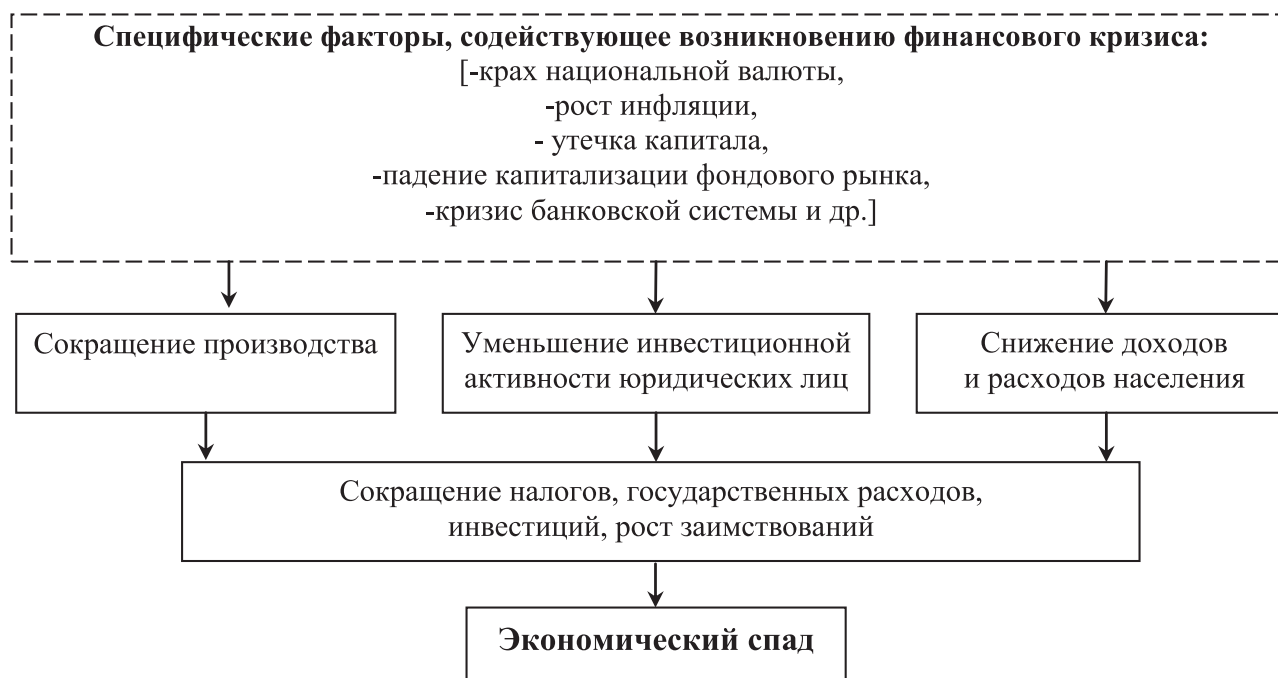 Специфические факторы, содействующее возникновению финансового кризиса:
[-крах национальной валюты,
-рост инфляции,
- утечка капитала,
-падение капитализации фондового рынка,
-кризис банковской системы и др.]
Сокращение производства
Уменьшение инвестиционной
активности юридических лиц
Снижение доходов
и расходов населения
Сокращение налогов, государственных расходов,
инвестиций, рост заимствований
Экономический спад